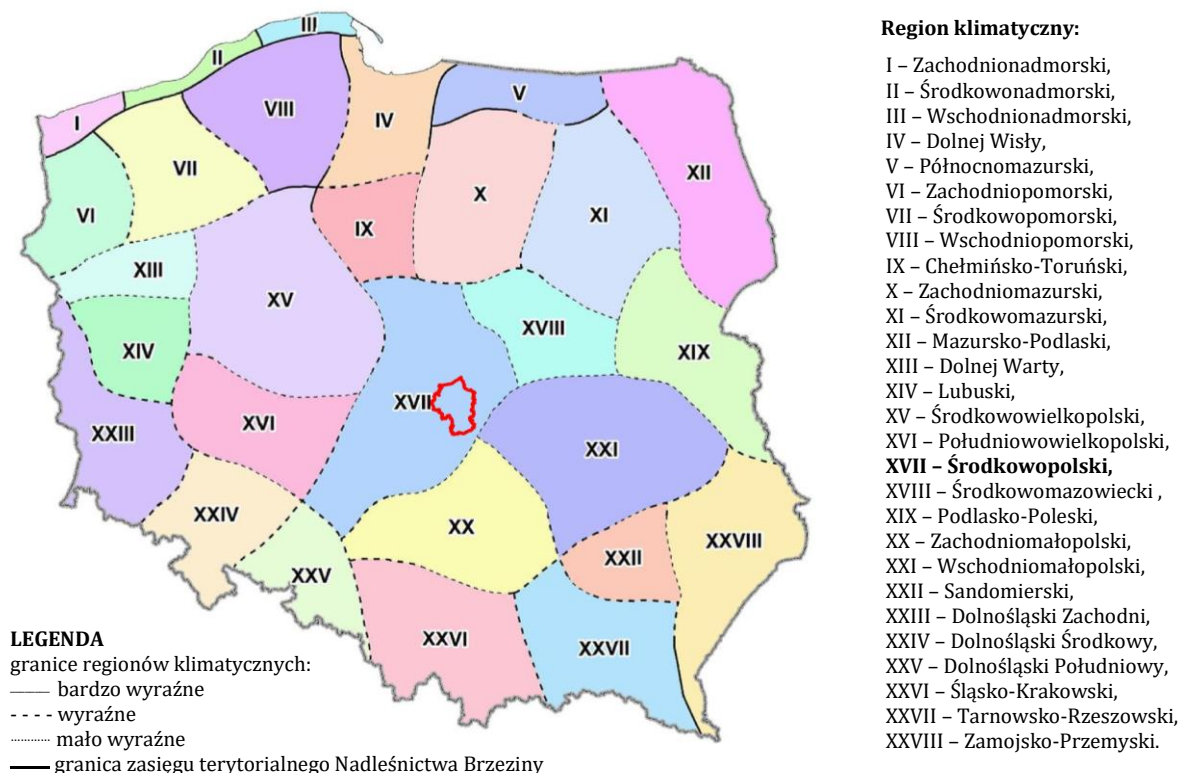 III
II
VIII
V
I
IV
VII
XII
X
VI
XI
IX
XIII
XV
XVIII
XIV
XIX
XVII
XVI
XXIII
XXI
XXIV
XX
XXVIII
XXII
XXV
XXVI
XXVII
LEGENDA
granice regionów klimatycznych:
bardzo wyraźne
wyraźne
mało wyraźne
granica zasięgu terytorialnego Nadleśnictwa Brzeziny
Region klimatyczny:
I – Zachodnionadmorski,
II – Środkowonadmorski,
III – Wschodnionadmorski,
IV – Dolnej Wisły,
V – Północnomazurski,
VI – Zachodniopomorski,
VII – Środkowopomorski,
VIII – Wschodniopomorski,
IX – Chełmińsko-Toruński,
X – Zachodniomazurski,
XI – Środkowomazurski,
XII – Mazursko-Podlaski,
XIII – Dolnej Warty,
XIV – Lubuski,
XV – Środkowowielkopolski,
XVI – Południowowielkopolski,
XVII – Środkowopolski,
XVIII – Środkowomazowiecki ,
XIX – Podlasko-Poleski,
XX – Zachodniomałopolski,
XXI – Wschodniomałopolski,
XXII – Sandomierski,
XXIII – Dolnośląski Zachodni,
XXIV – Dolnośląski Środkowy,
XXV – Dolnośląski Południowy,
XXVI – Śląsko-Krakowski,
XXVII – Tarnowsko-Rzeszowski,
XXVIII – Zamojsko-Przemyski.